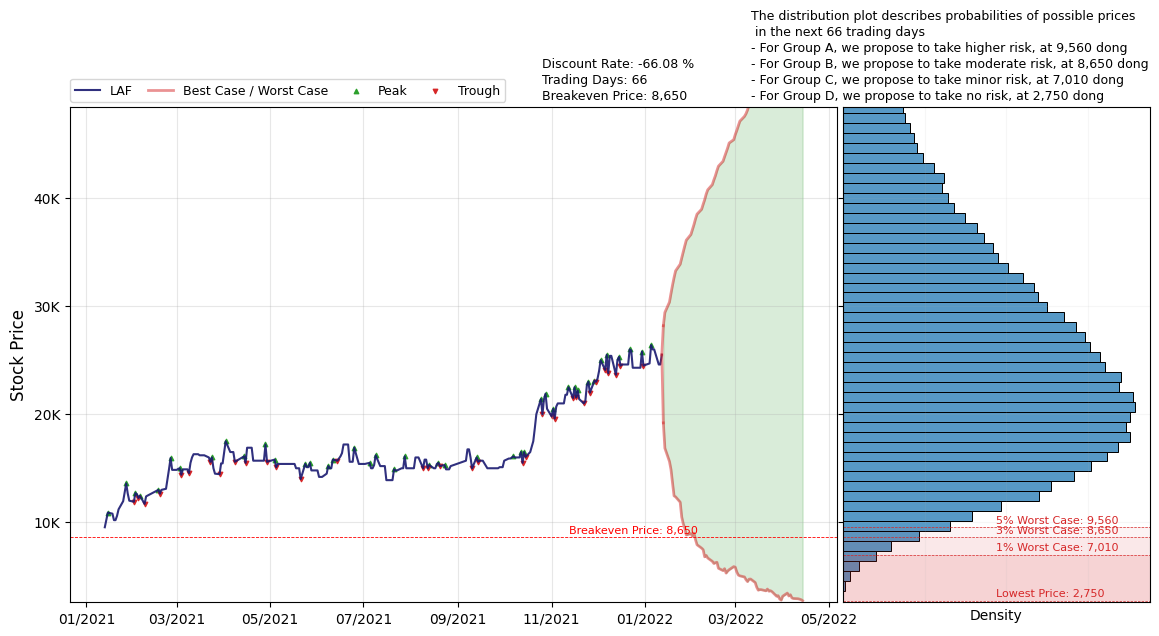 The distribution plot describes probabilities of possible prices
in the next 66 trading days
- For Group A, we propose to take higher risk, at 9,560 dong
- For Group B, we propose to take moderate risk, at 8,650 dong
- For Group C, we propose to take minor risk, at 7,010 dong
- For Group D, we propose to take no risk, at 2,750 dong
Discount Rate: -66.08 %
Trading Days: 66
Breakeven Price: 8,650
LAF
Best Case / Worst Case
Peak
Trough
Stock Price
40K
30K
20K
10K
Breakeven Price: 8,650
01/2021
03/2021
05/2021
07/2021
09/2021
11/2021
01/2022
03/2022
05/2022
5% Worst Case: 9,560
3% Worst Case: 8,650
1% Worst Case: 7,010
Lowest Price: 2,750
Density